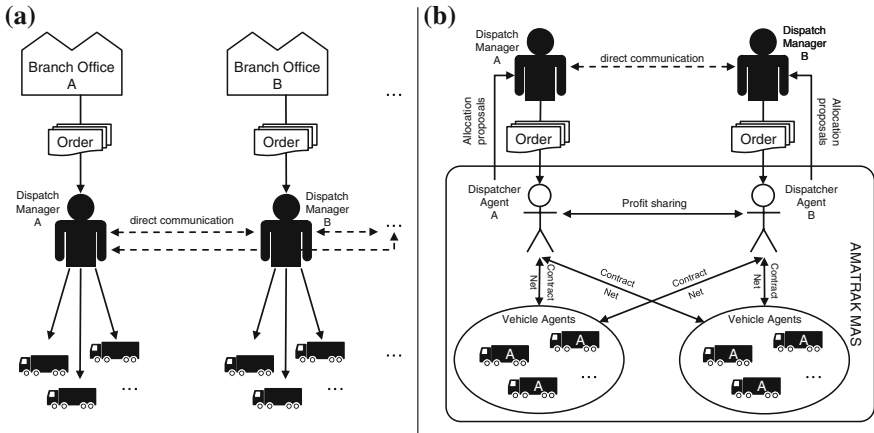 (a)
Branch Office
A
Branch Office
B
...
Order
Order
Dispatch
Manager
A
direct communication
Dispatch
Manager
B
...
...
...
...
(b)
Dispatch
Manager
A
direct communication
Dispatch
Manager
B
Allocation
proposals
Order
Order
Allocation
proposals
Dispatcher
Agent
A
Profit sharing
Dispatcher
Agent
B
Contract
Net
Contract
Net
Contract
Net
Contract
Net
Vehicle Agents
A
A
A
...
Vehicle Agents
A
A
A
...
AMATRAK MAS